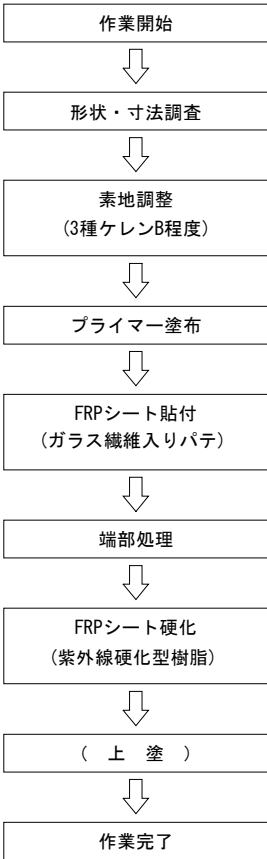 作業開始
形状・寸法調査
素地調整
(3種ケレンB程度)
プライマー塗布
FRPシート貼付
(ガラス繊維入りパテ)
端部処理
FRPシート硬化
(紫外線硬化型樹脂)
(　上　塗　)
作業完了